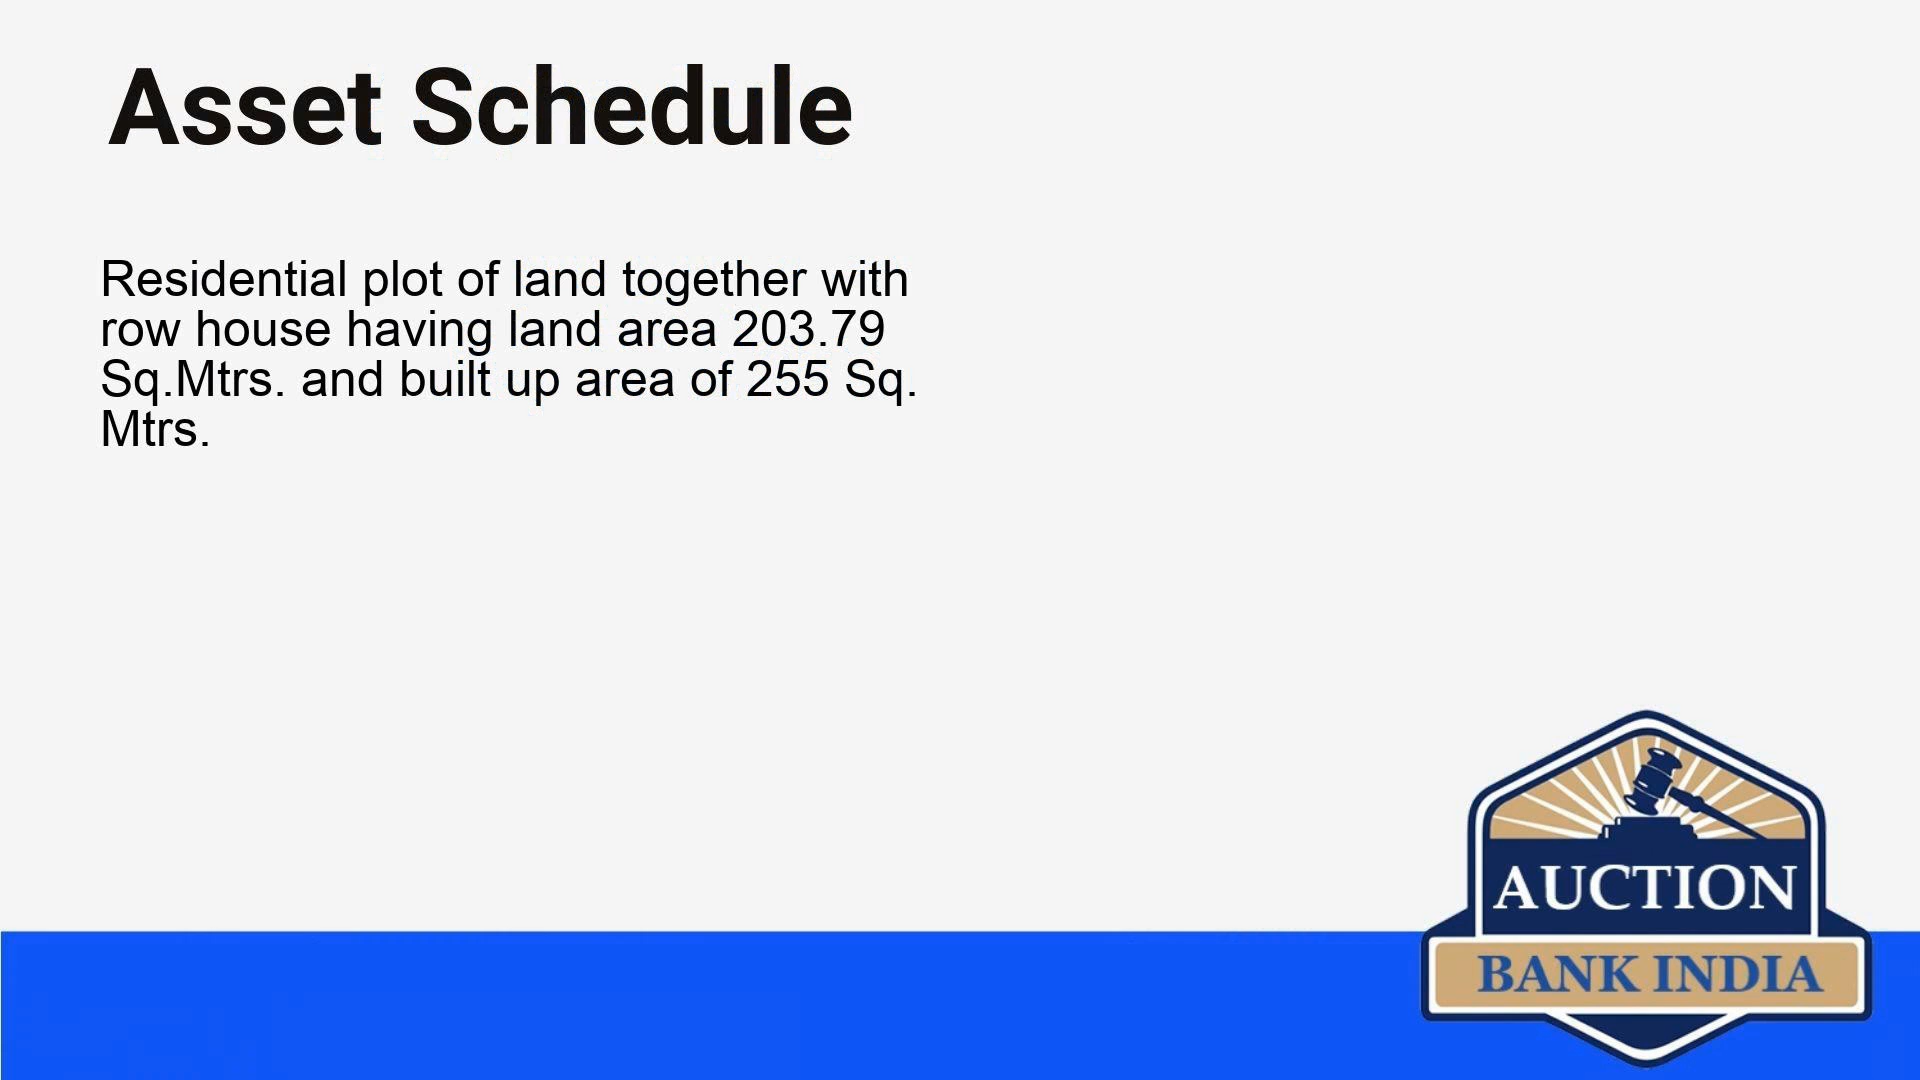 Asset Schedule
Residential plot of land together with
row house having land area 203.79
Sq.Mtrs. and built up area of 255 Sq.
Mtrs.
AUCTION
BANK INDIA